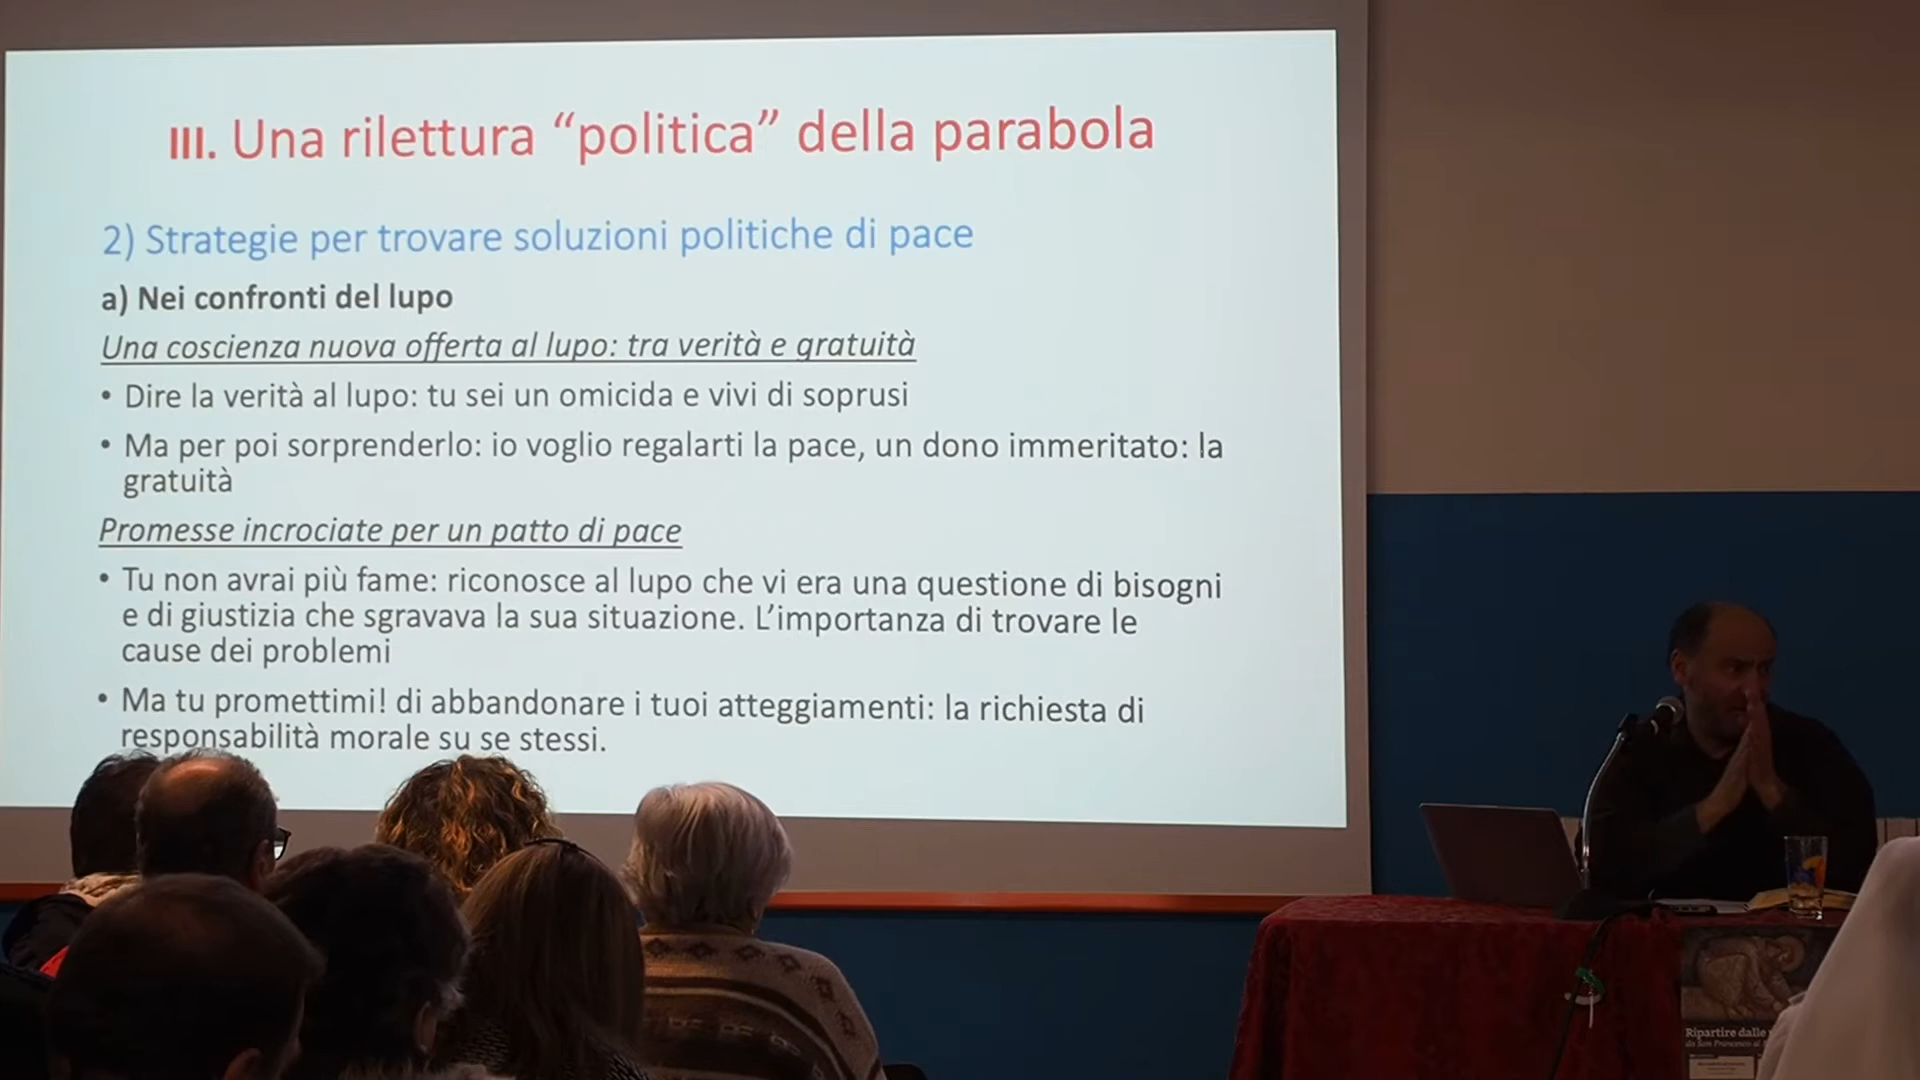 III. Una rilettura “politica” della parabola
2) Strategie per trovare soluzioni politiche di pace
a) Nei confronti del lupo
Una coscienza nuova offerta al lupo: tra verità e gratuità
• Dire la verità al lupo: tu sei un omicida e vivi di soprusi
• Ma per poi sorprenderlo: io voglio regalarti la pace, un dono immeritato: la
gratuità
Promesse incrociate per un patto di pace
• Tu non avrai più fame: riconosce al lupo che vi era una questione di bisogni
e di giustizia che sgravava la sua situazione. L’importanza di trovare le
cause dei problemi
• Ma tu promettimi! di abbandonare i tuoi atteggiamenti: la richiesta di
responsabilità morale su se stessi.
Ripartire dalle
da San Francesco